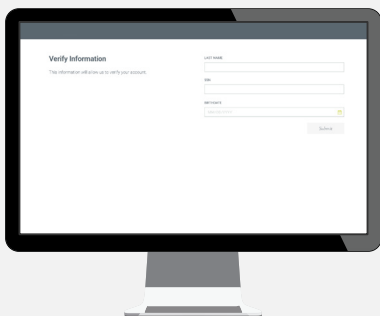 Verify Information
This information will allow us to verify your account.
LAST NAME
SSN
BIRTHDATE
Submit